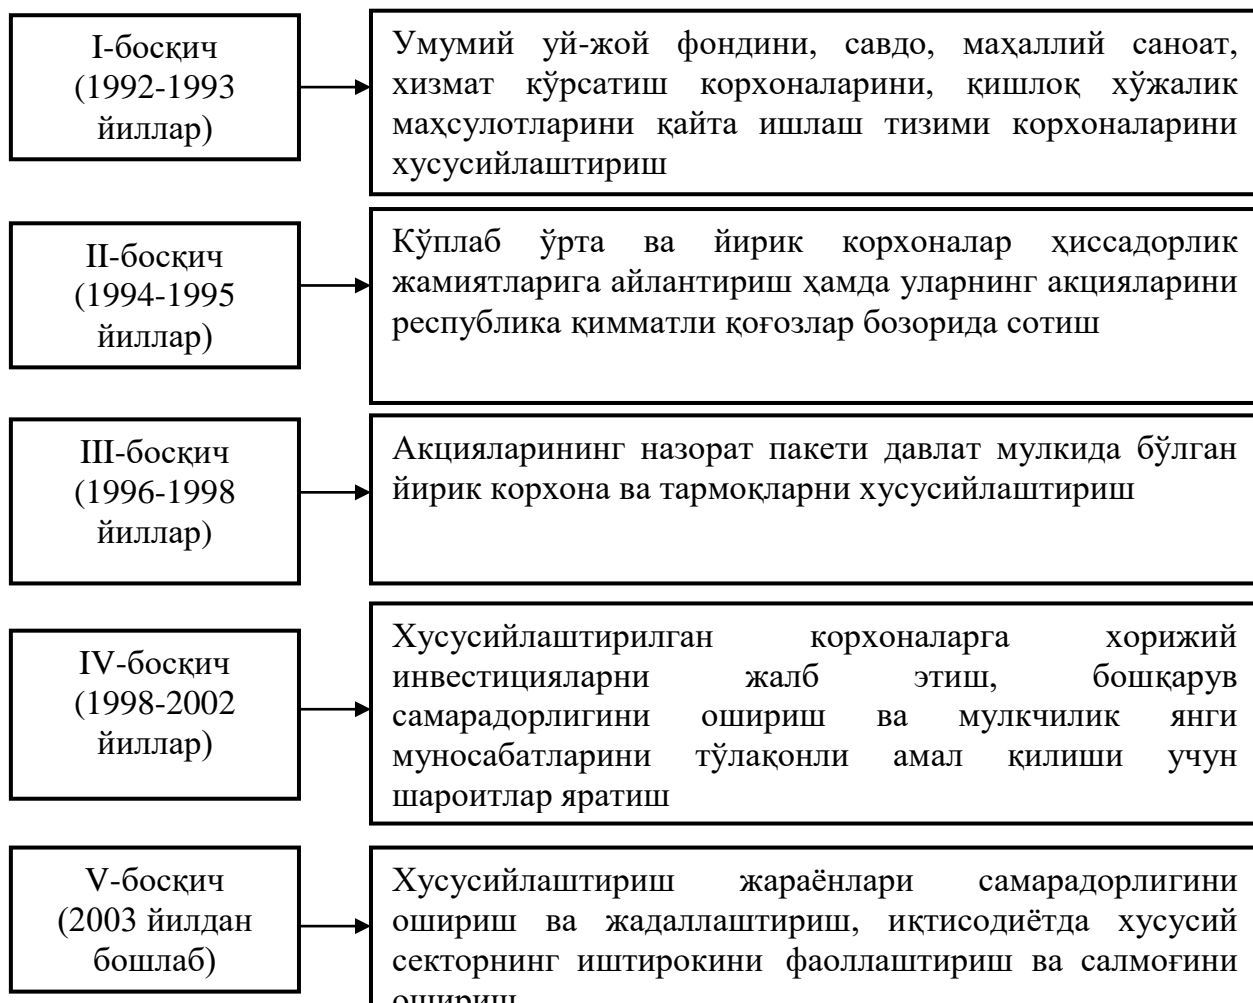 I-босқич
(1992-1993
йиллар)
Умумий уй-жой фондини, савдо, маҳаллий саноат,
хизмат кўрсатиш корхоналарини, қишлоқ хўжалик
маҳсулотларини қайта ишлаш тизими корхоналарини
хусусийлаштириш
II-босқич
(1994-1995
йиллар)
Кўплаб ўрта ва йирик корхоналар ҳиссадорлик
жамиятларига айлантириш ҳамда уларнинг акцияларини
республика қимматли қоғозлар бозорида сотиш
III-босқич
(1996-1998
йиллар)
Акцияларининг назорат пакети давлат мулкида бўлган
йирик корхона ва тармоқларни хусусийлаштириш
IV-босқич
(1998-2002
йиллар)
Хусусийлаштирилган корхоналарга хорижий
инвестицияларни жалб этиш, бошқарув
самарадорлигини ошириш ва мулкчилик янги
муносабатларини тўлақонли амал қилиши учун
шароитлар яратиш
V-босқич
(2003 йилдан
бошлаб)
Хусусийлаштириш жараёнлари самарадорлигини
ошириш ва жадаллаштириш, иқтисодиётда хусусий
секторнинг иштирокини фаоллаштириш ва салмоғини
ошириш